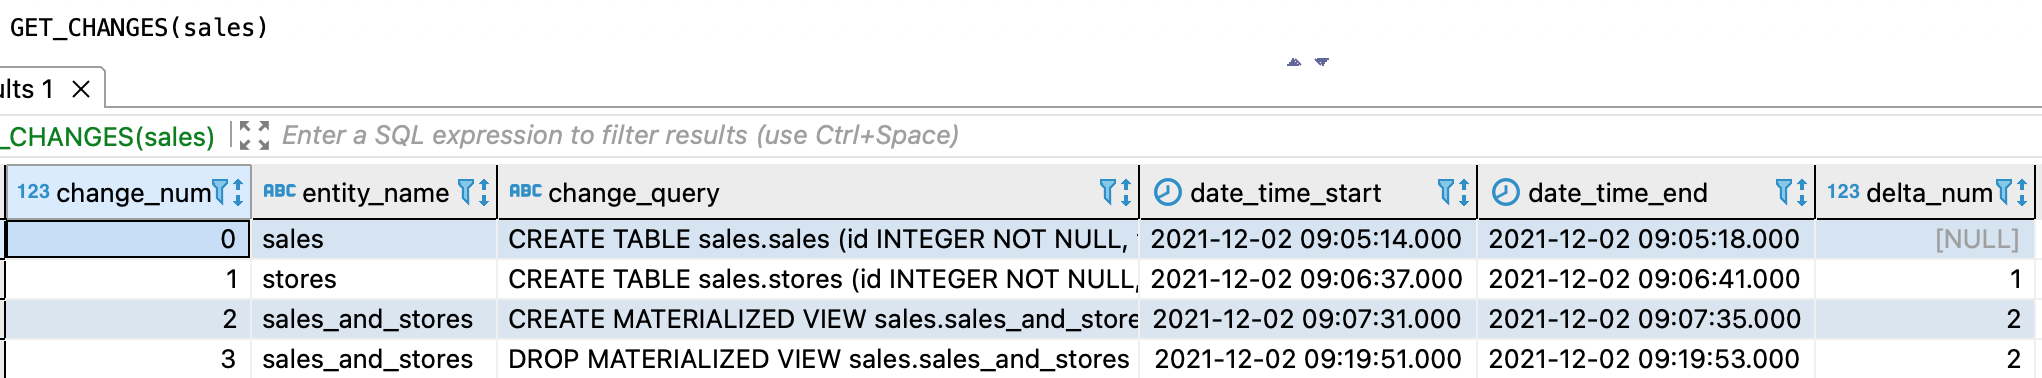 GET_CHANGES(sales)
ults 1
_CHANGES(sales) Enter a SQL expression to filter results (use Ctrl+Space)
123 change_num ABC entity_name ABC change_query date_time_start date_time_end 123 delta_num
0 sales CREATE TABLE sales.sales (id INTEGER NOT NULL, 2021-12-02 09:05:14.000 2021-12-02 09:05:18.000 [NULL]
1 stores CREATE TABLE sales.stores (id INTEGER NOT NULL, 2021-12-02 09:06:37.000 2021-12-02 09:06:41.000 1
2 sales_and_stores CREATE MATERIALIZED VIEW sales.sales_and_store 2021-12-02 09:07:31.000 2021-12-02 09:07:35.000 2
3 sales_and_stores DROP MATERIALIZED VIEW sales.sales_and_stores 2021-12-02 09:19:51.000 2021-12-02 09:19:53.000 2